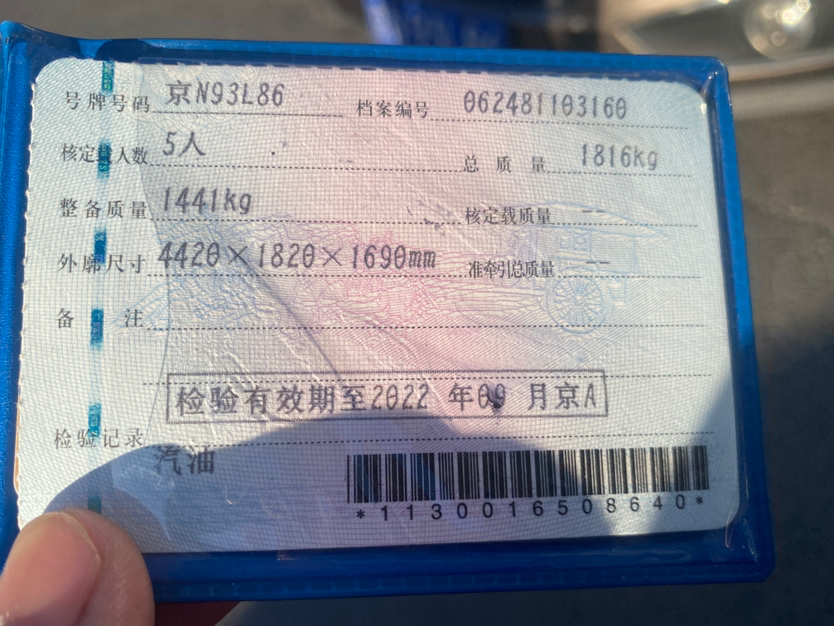 号牌号码 京N93L86 档案编号 062481103160
核定载人数 5人 总质量 1816kg
整备质量 1441kg 核定载质量 --
外廓尺寸 4420×1820×1690mm 准牵引总质量 --
备注
检验有效期至2022年09月京A
检验记录
汽油
*1130016508640*